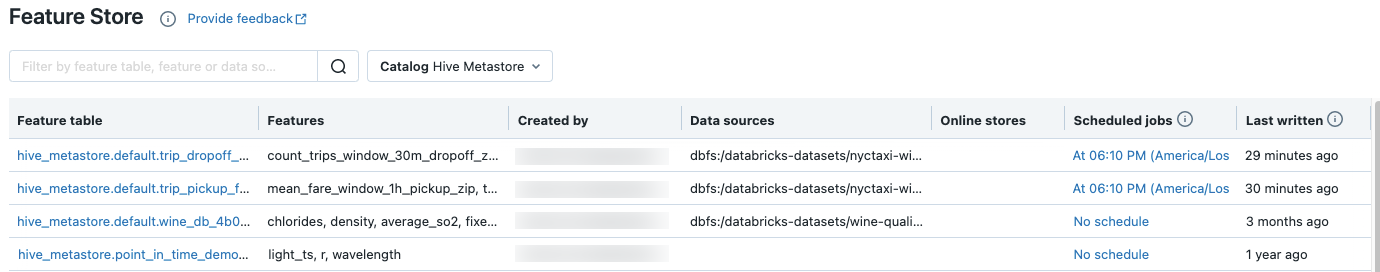 Feature Store Provide feedback
Filter by feature table, feature or data so... Catalog Hive Metastore
Feature table Features Created by Data sources Online stores Scheduled jobs Last written
hive_metastore.default.trip_dropoff_... count_trips_window_30m_dropoff_z... dbfs:/databricks-datasets/nyctaxi-wi... At 06:10 PM (America/Los 29 minutes ago
hive_metastore.default.trip_pickup_f... mean_fare_window_1h_pickup_zip, t... dbfs:/databricks-datasets/nyctaxi-wi... At 06:10 PM (America/Los 30 minutes ago
hive_metastore.default.wine_db_4b0... chlorides, density, average_so2, fixe... dbfs:/databricks-datasets/wine-quali... No schedule 3 months ago
hive_metastore.point_in_time_demo... light_ts, r, wavelength No schedule 1 year ago